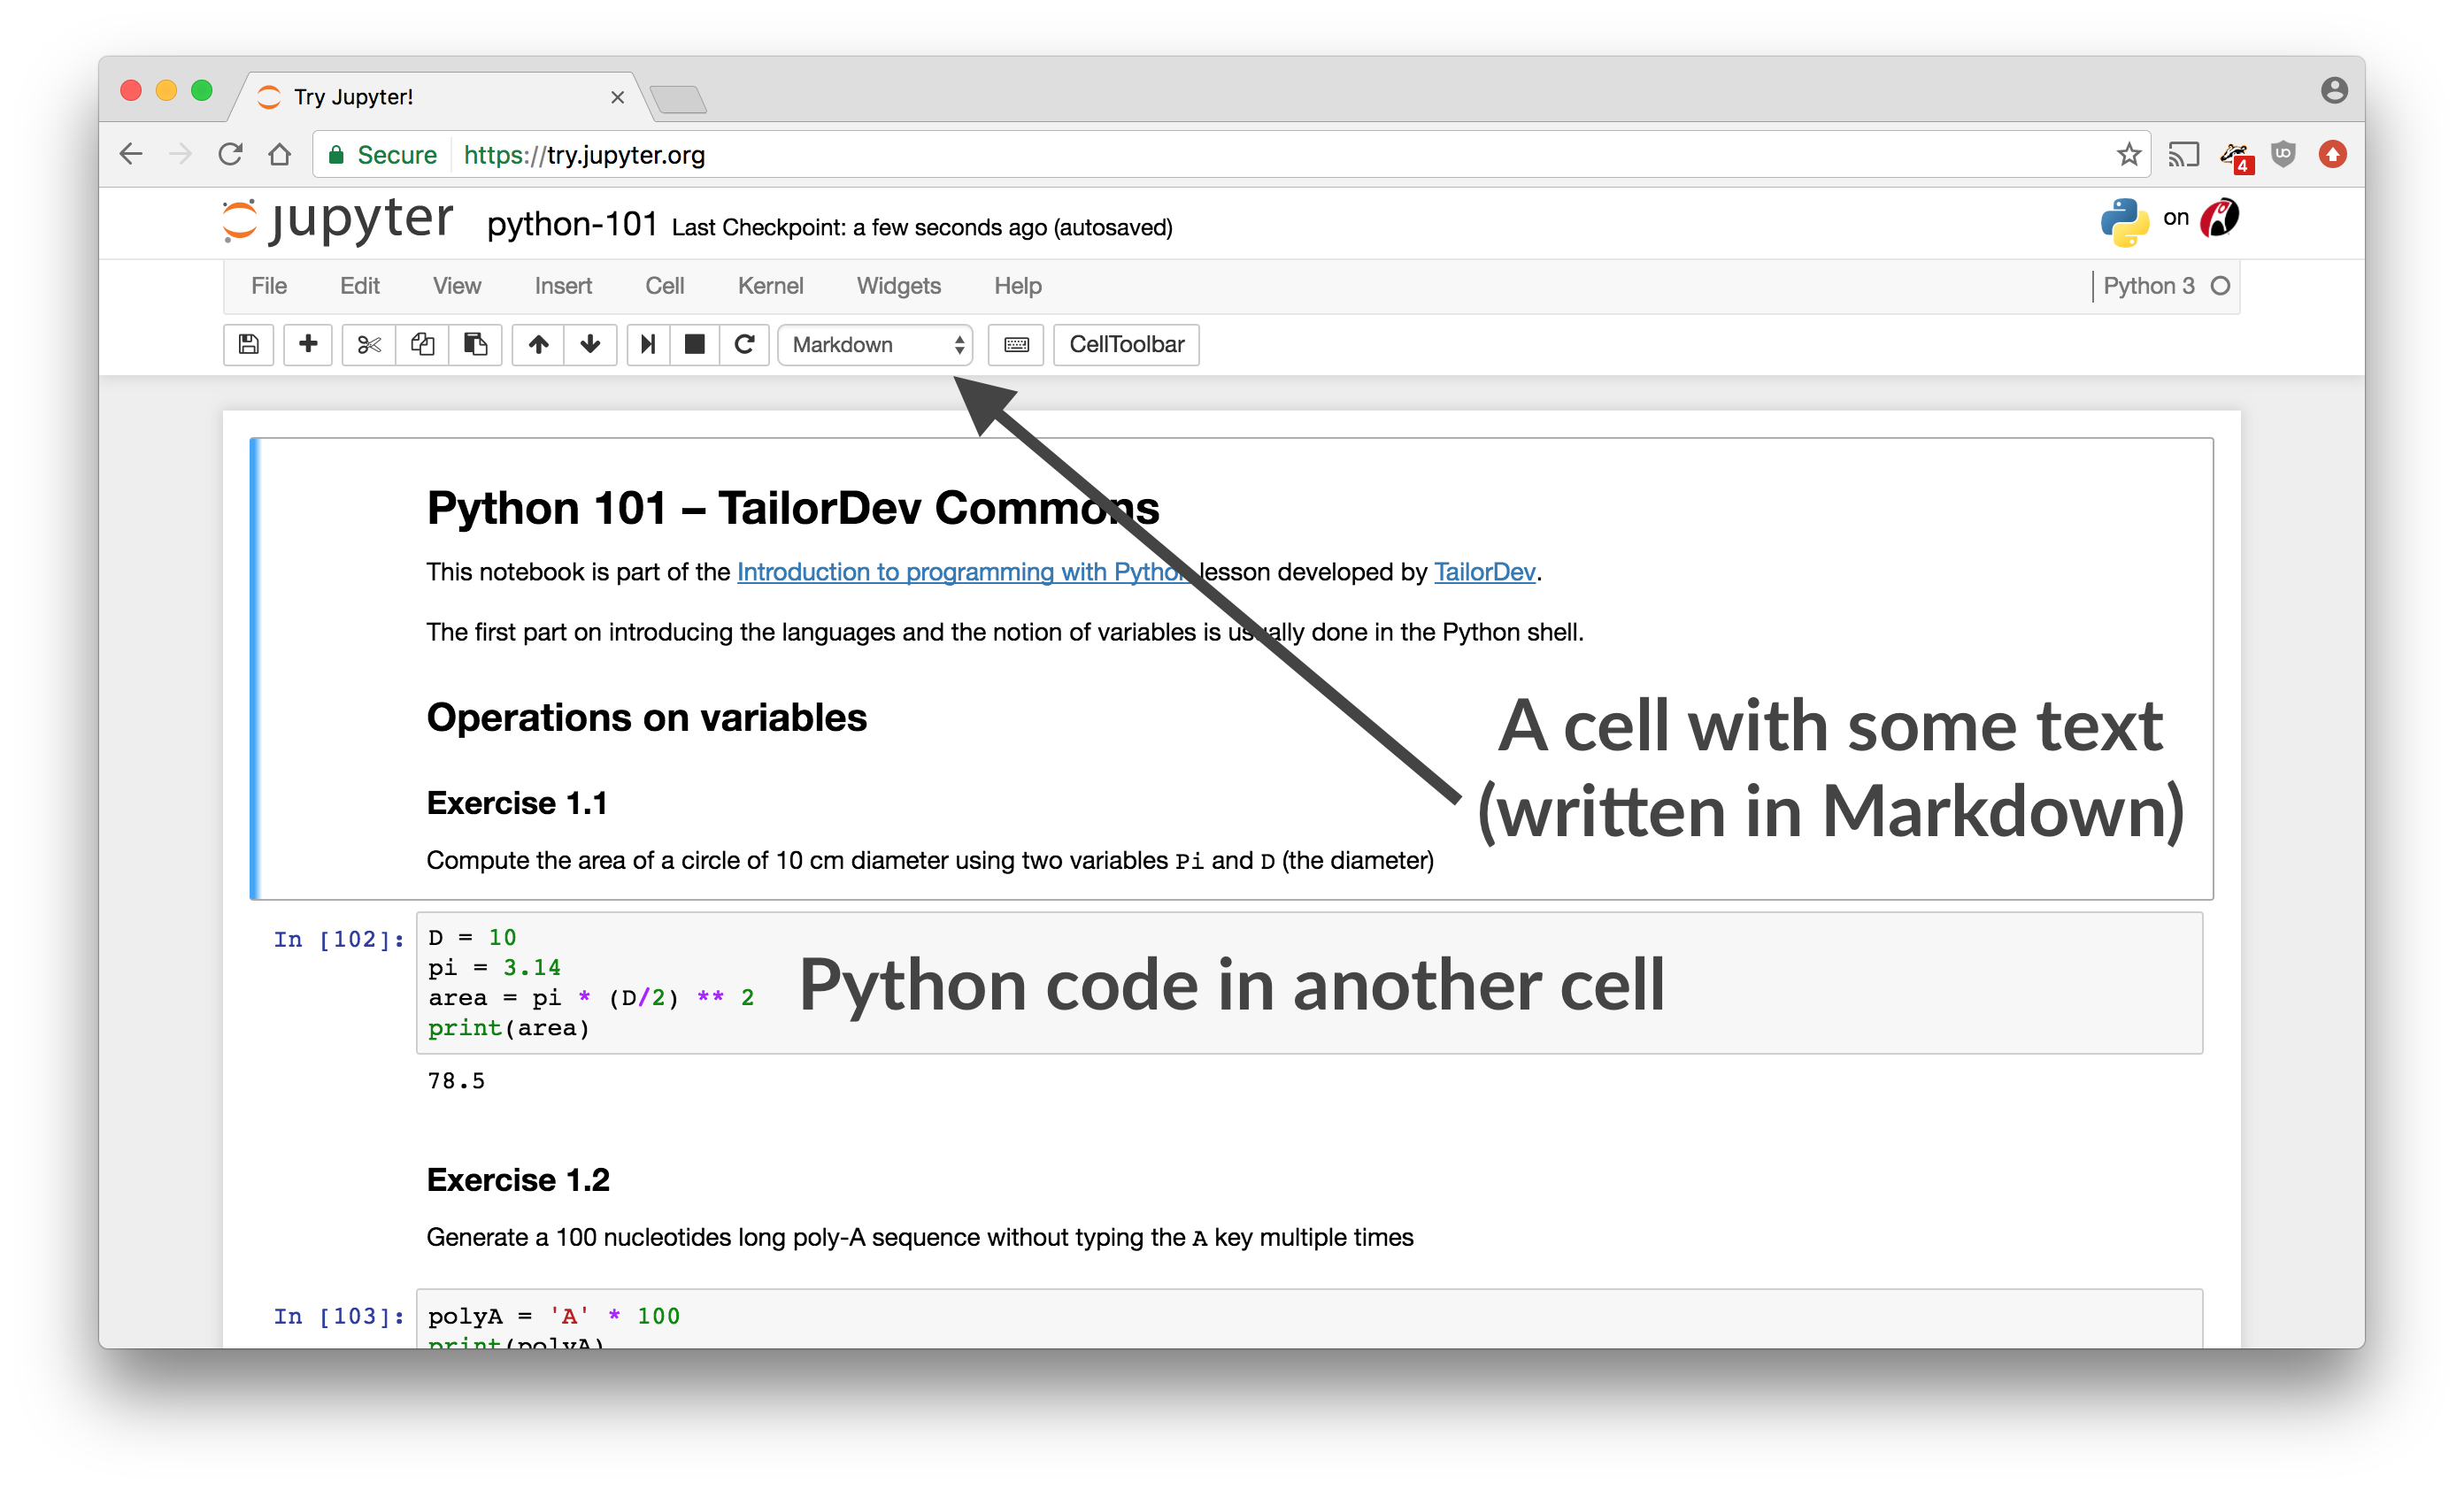 Try Jupyter!
Secure https://try.jupyter.org
4
jupyter python-101 Last Checkpoint: a few seconds ago (autosaved) on
File Edit View Insert Cell Kernel Widgets Help Python 3
Markdown CellToolbar
Python 101 – TailorDev Commons
This notebook is part of the Introduction to programming with Python lesson developed by TailorDev.
The first part on introducing the languages and the notion of variables is usually done in the Python shell.
Operations on variables
A cell with some text
(written in Markdown)
Exercise 1.1
Compute the area of a circle of 10 cm diameter using two variables Pi and D (the diameter)
In [102]:
D = 10
pi = 3.14
area = pi * (D/2) ** 2
print(area)
Python code in another cell
78.5
Exercise 1.2
Generate a 100 nucleotides long poly-A sequence without typing the A key multiple times
In [103]:
polyA = 'A' * 100
print(polyA)